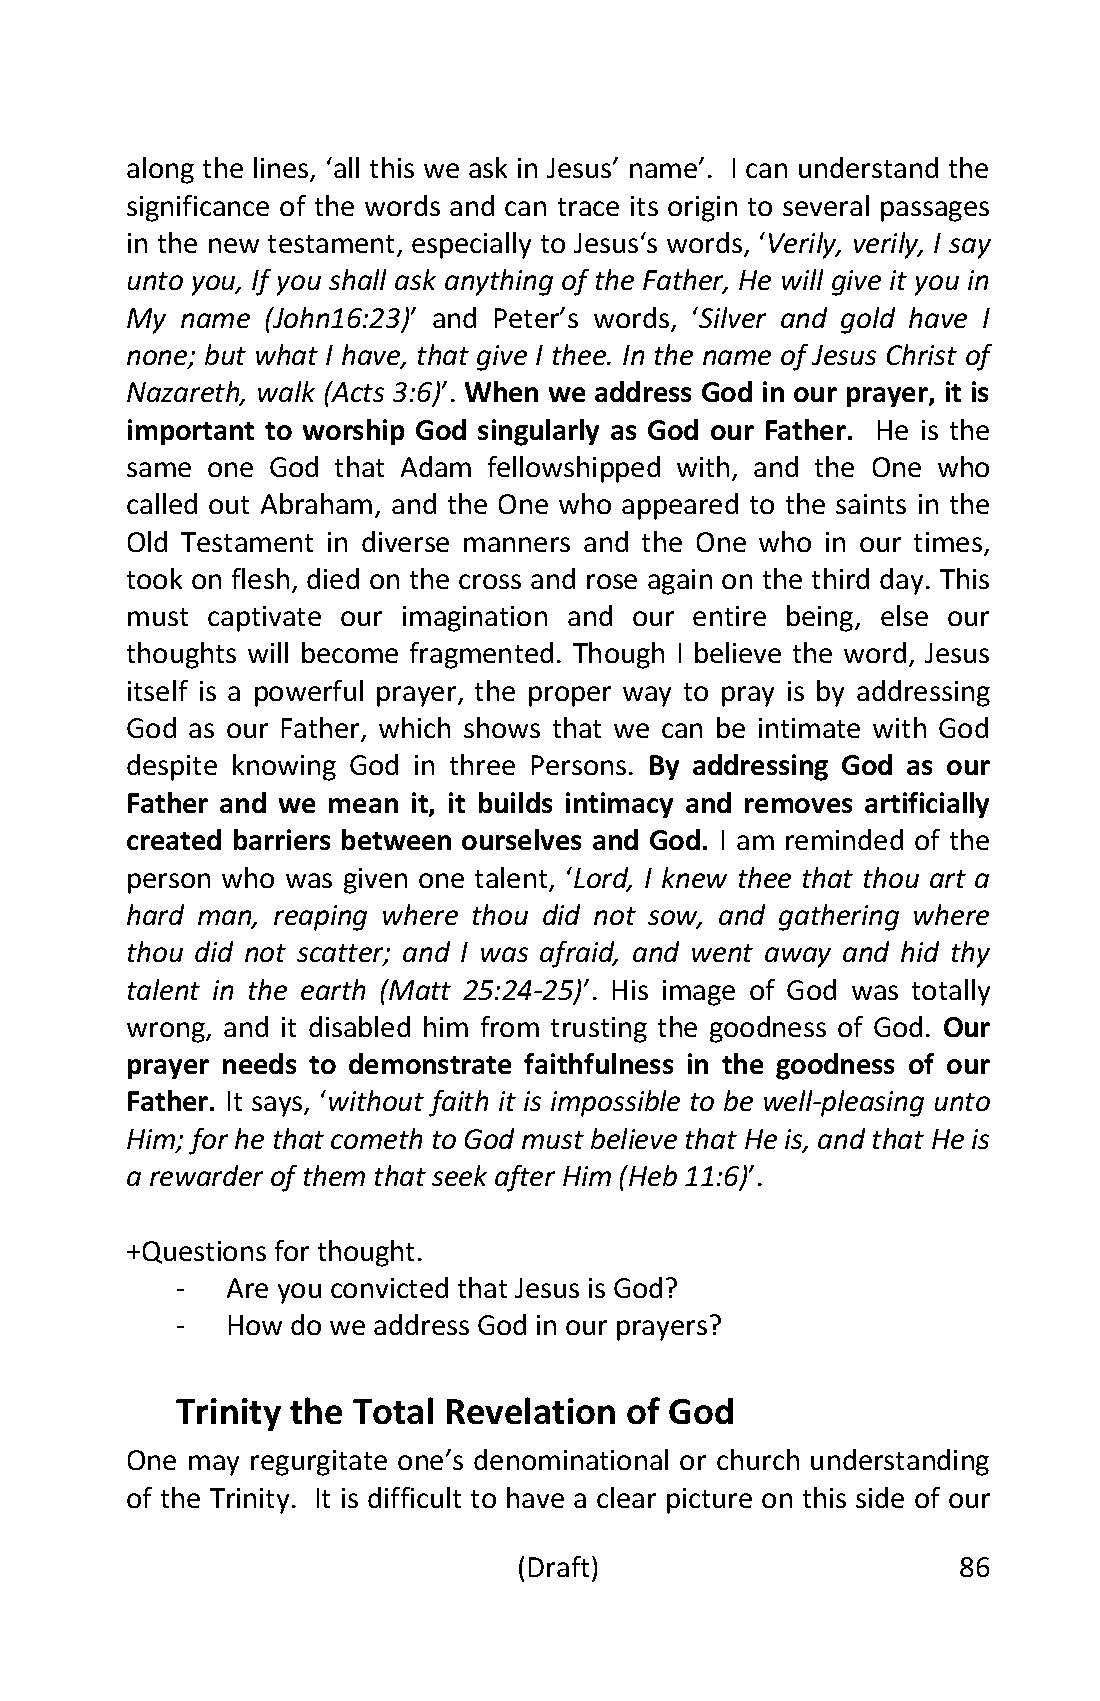 along the lines, ‘all this we ask in Jesus’ name’.  I can understand the
significance of the words and can trace its origin to several passages
in the new testament, especially to Jesus‘s words, ‘Verily, verily, I say
unto you, If you shall ask anything of the Father, He will give it you in
My name (John16:23)’ and Peter’s words, ‘Silver and gold have I
none; but what I have, that give I thee. In the name of Jesus Christ of
Nazareth, walk (Acts 3:6)’. When we address God in our prayer, it is
important to worship God singularly as God our Father.  He is the
same one God that Adam fellowshipped with, and the One who
called out Abraham, and the One who appeared to the saints in the
Old Testament in diverse manners and the One who in our times,
took on flesh, died on the cross and rose again on the third day. This
must captivate our imagination and our entire being, else our
thoughts will become fragmented. Though I believe the word, Jesus
itself is a powerful prayer, the proper way to pray is by addressing
God as our Father, which shows that we can be intimate with God
despite knowing God in three Persons. By addressing God as our
Father and we mean it, it builds intimacy and removes artificially
created barriers between ourselves and God. I am reminded of the
person who was given one talent, ‘Lord, I knew thee that thou art a
hard man, reaping where thou did not sow, and gathering where
thou did not scatter; and I was afraid, and went away and hid thy
talent in the earth (Matt 25:24-25)’. His image of God was totally
wrong, and it disabled him from trusting the goodness of God. Our
prayer needs to demonstrate faithfulness in the goodness of our
Father. It says, ‘without faith it is impossible to be well-pleasing unto
Him; for he that cometh to God must believe that He is, and that He is
a rewarder of them that seek after Him (Heb 11:6)’.
+Questions for thought.
- Are you convicted that Jesus is God?
- How do we address God in our prayers?
Trinity the Total Revelation of God
One may regurgitate one’s denominational or church understanding
of the Trinity.  It is difficult to have a clear picture on this side of our
(Draft) 86